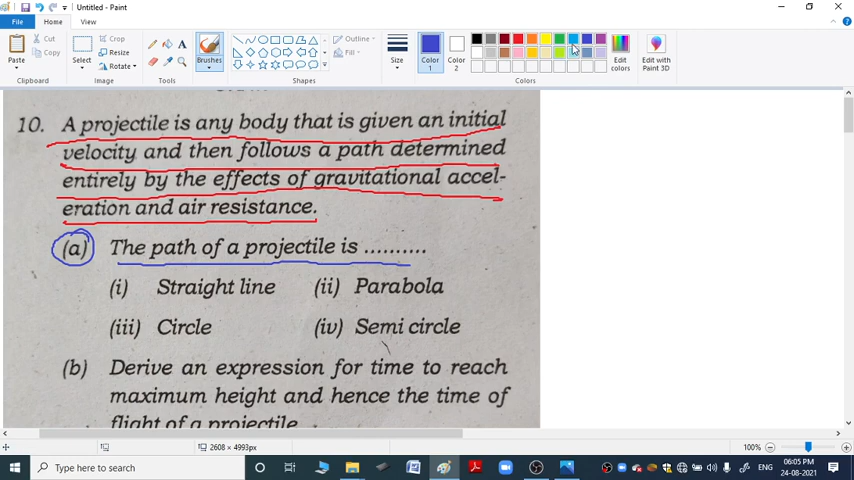 Untitled - Paint
File
Home
View
Paste
Cut
Copy
Clipboard
Select
Crop
Resize
Rotate
Image
Tools
Brushes
Shapes
Outline
Fill
Size
Color 1
Color 2
Colors
Edit colors
Edit with Paint 3D
10. A projectile is any body that is given an initial
velocity and then follows a path determined
entirely by the effects of gravitational accel-
eration and air resistance.
(a) The path of a projectile is ..........
(i) Straight line (ii) Parabola
(iii) Circle (iv) Semi circle
(b) Derive an expression for time to reach
maximum height and hence the time of
flight of a projectile.
2608 × 4993px
100%
Type here to search
ENG
06:05 PM
24-08-2021